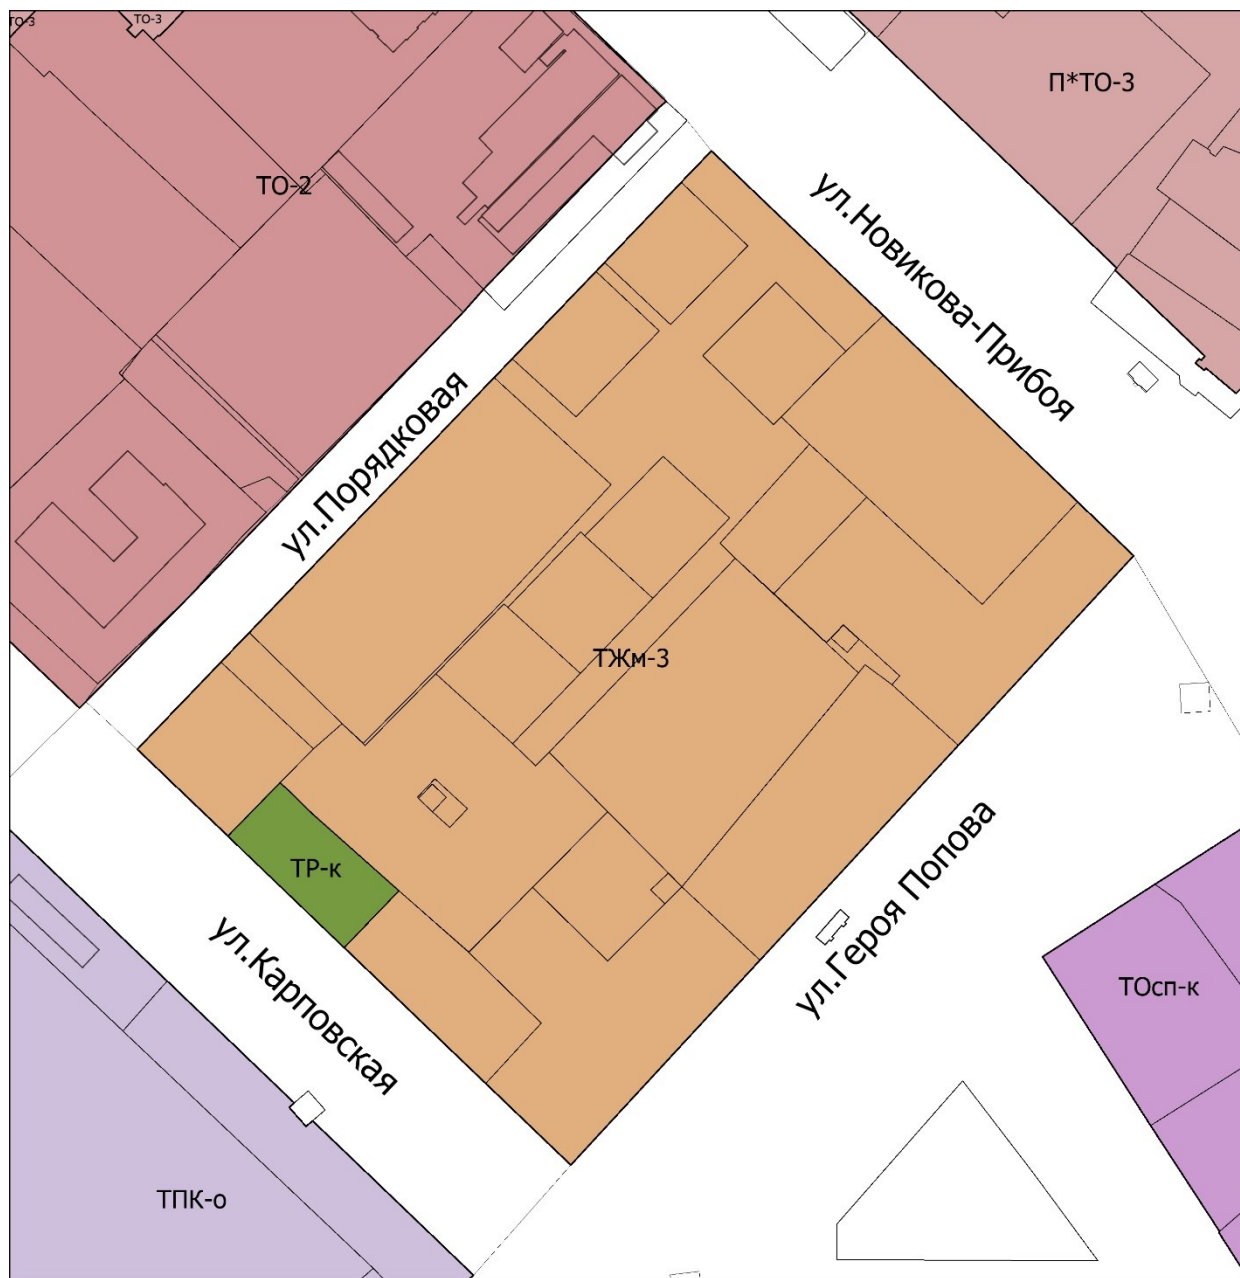 ТО-3
ТО-3
П*ТО-3
ТО-2
ул.Новикова-Прибоя
ул.Порядковая
ТЖм-3
ТР-к
ул.Героя Попова
ул.Карповская
ТОсп-к
ТПК-о